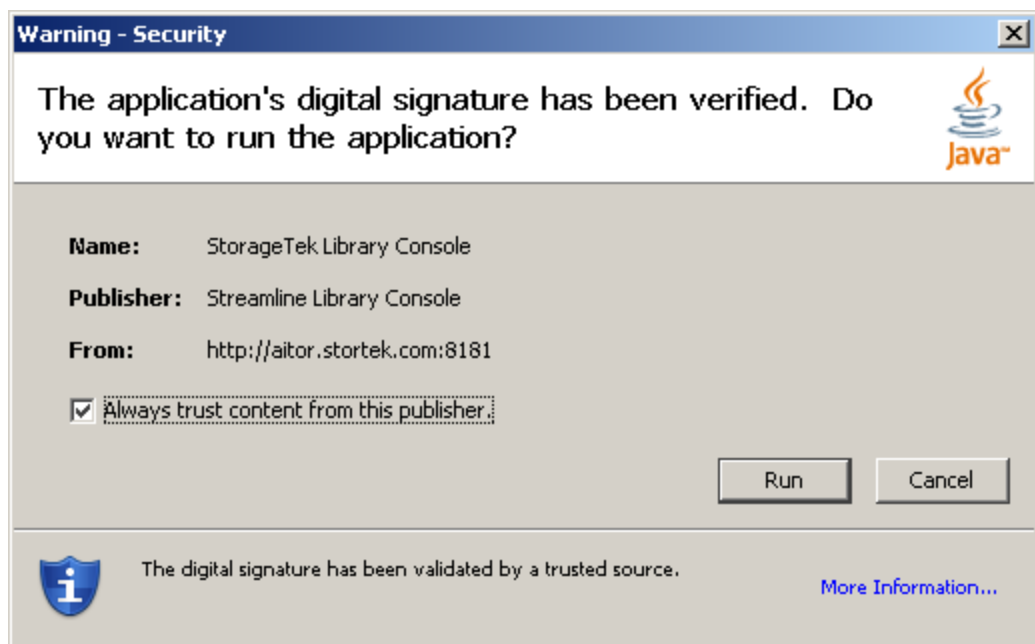 Warning - Security
The application's digital signature has been verified. Do
you want to run the application?
Java™
Name: StorageTek Library Console
Publisher: Streamline Library Console
From: http://aitor.stortek.com:8181
Always trust content from this publisher.
Run Cancel
The digital signature has been validated by a trusted source.
More Information...